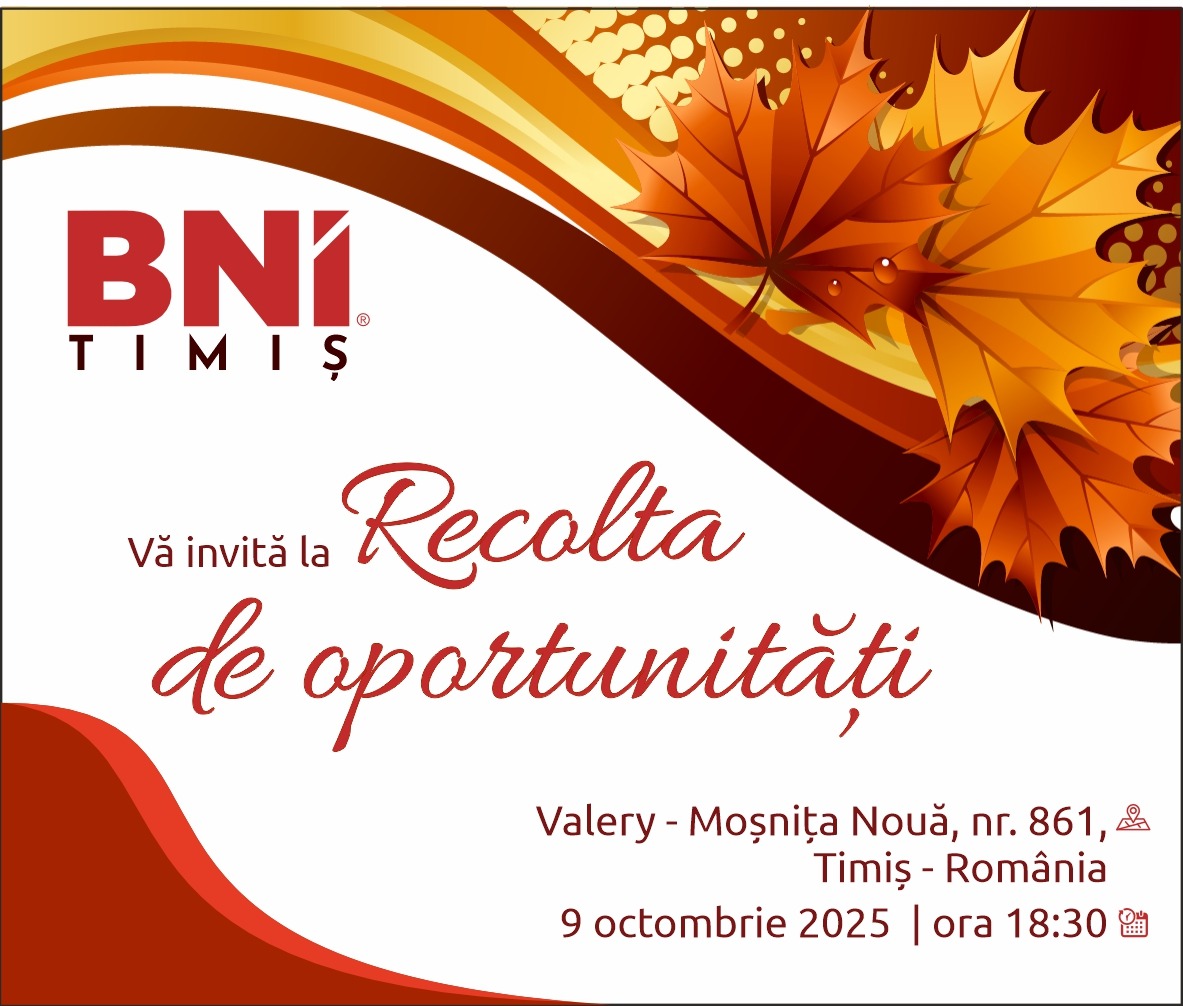 BNI®
TIMIȘ
Vă invită la Recolta
de oportunități
Valery - Moșnița Nouă, nr. 861,
Timiș - România
9 octombrie 2025 | ora 18:30